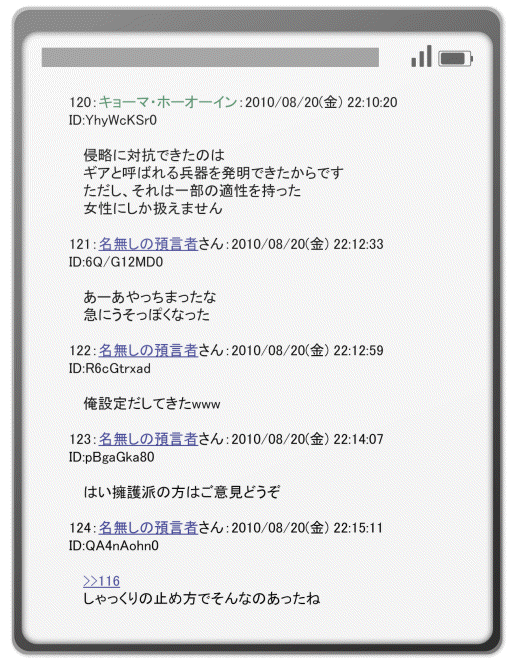 120：キョーマ・ホーオーイン：2010/08/20(金) 22:10:20
ID:YhyWcKSr0
侵略に対抗できたのは
ギアと呼ばれる兵器を発明できたからです
ただし、それは一部の適性を持った
女性にしか扱えません
121：名無しの預言者さん：2010/08/20(金) 22:12:33
ID:6Q/G12MD0
あーあやっちまったな
急にうそっぽくなった
122：名無しの預言者さん：2010/08/20(金) 22:12:59
ID:R6cGtrxad
俺設定だしてきたwww
123：名無しの預言者さん：2010/08/20(金) 22:14:07
ID:pBgaGka80
はい擁護派の方はご意見どうぞ
124：名無しの預言者さん：2010/08/20(金) 22:15:11
ID:QA4nAohn0
>>116
しゃっくりの止め方でそんなのあったね